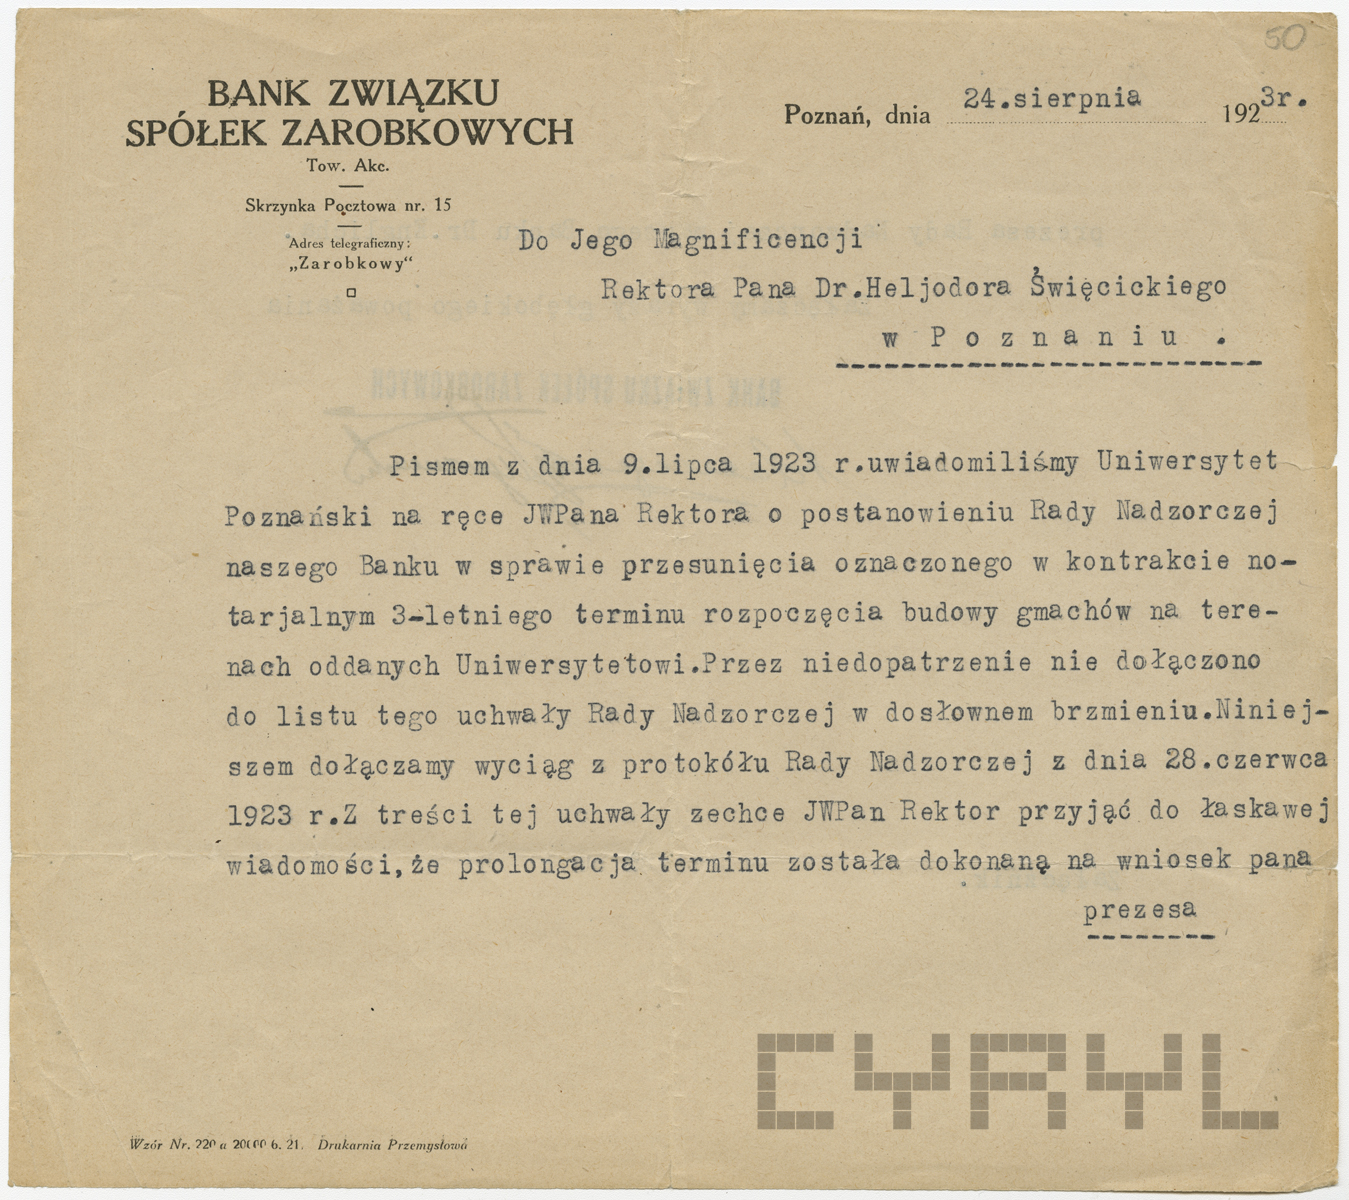 50
BANK ZWIĄZKU
SPÓŁEK ZAROBKOWYCH
Tow. Akc.
Skrzynka Pocztowa nr. 15
Adres telegraficzny:
„Zarobkowy“
Poznań, dnia 24.sierpnia 1923r.
Do Jego Magnificencji
Rektora Pana Dr.Heljodora Święcickiego
w Poznaniu .
Pismem z dnia 9.lipca 1923 r.uwiadomiliśmy Uniwersytet
Poznański na ręce JWPana Rektora o postanowieniu Rady Nadzorczej
naszego Banku w sprawie przesunięcia oznaczonego w kontrakcie no-
tarjalnym 3-letniego terminu rozpoczęcia budowy gmachów na tere-
nach oddanych Uniwersytetowi.Przez niedopatrzenie nie dołączono
do listu tego uchwały Rady Nadzorczej w dosłownem brzmieniu.Niniej-
szem dołączamy wyciąg z protokółu Rady Nadzorczej z dnia 28.czerwca
1923 r.Z treści tej uchwały zechce JWPan Rektor przyjąć do łaskawej
wiadomości,że prolongacja terminu została dokonaną na wniosek pana
prezesa
CYRYL
Wzór Nr. 220 a 20000 6. 21. Drukarnia Przemysłowa